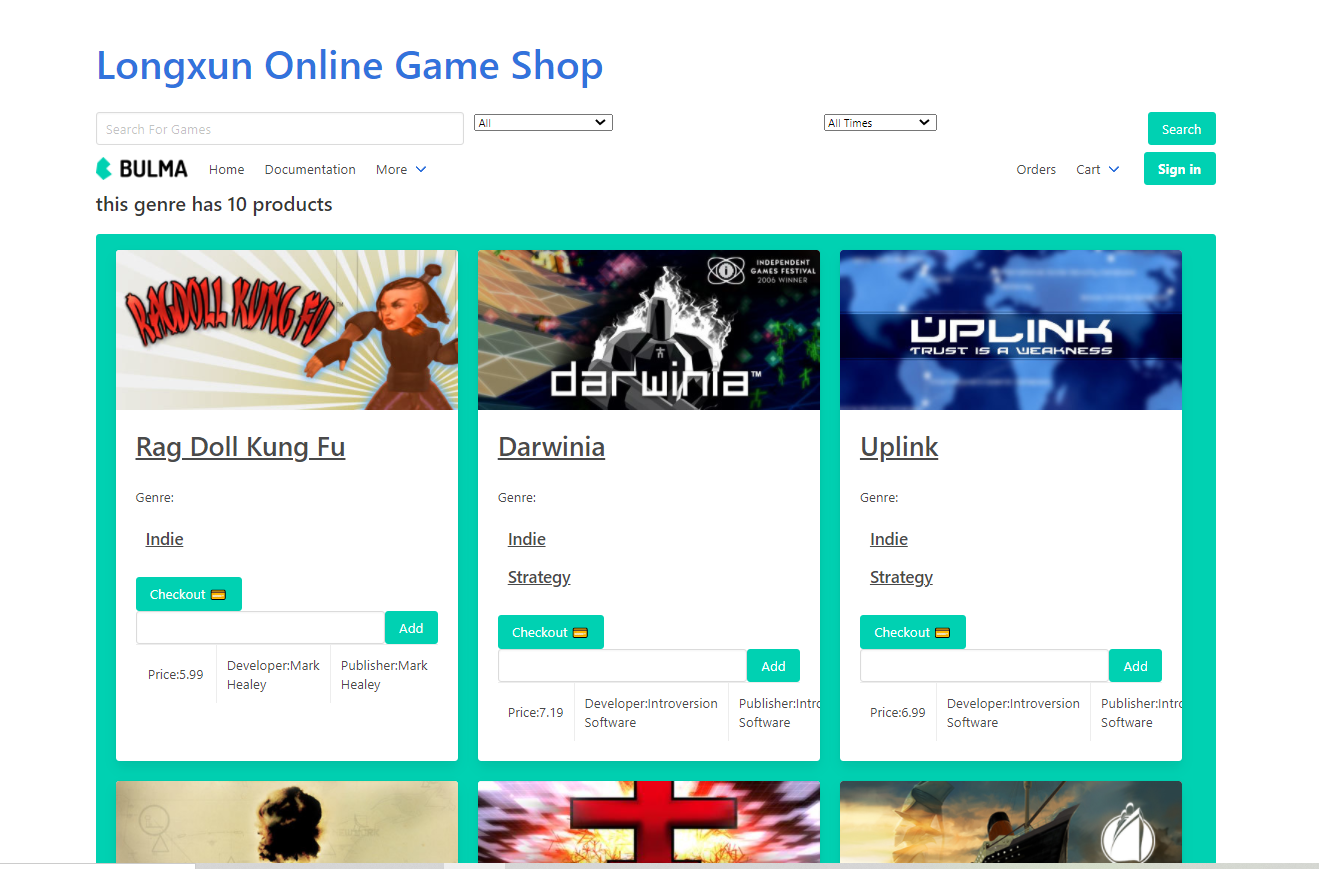 Longxun Online Game Shop
Search For Games
All
All Times
Search
BULMA
Home
Documentation
More
Orders
Cart
Sign in
this genre has 10 products
RAGDOLL KUNG FU™
Rag Doll Kung Fu
Genre:
Indie
Checkout
Add
Price:5.99
Developer:Mark
Healey
Publisher:Mark
Healey
INDEPENDENT
GAMES FESTIVAL
2006 WINNER
darwinia™
Darwinia
Genre:
Indie
Strategy
Checkout
Add
Price:7.19
Developer:Introversion
Software
Publisher:Intro
Software
UPLINK
TRUST IS A WEAKNESS
Uplink
Genre:
Indie
Strategy
Checkout
Add
Price:6.99
Developer:Introversion
Software
Publisher:Intro
Software